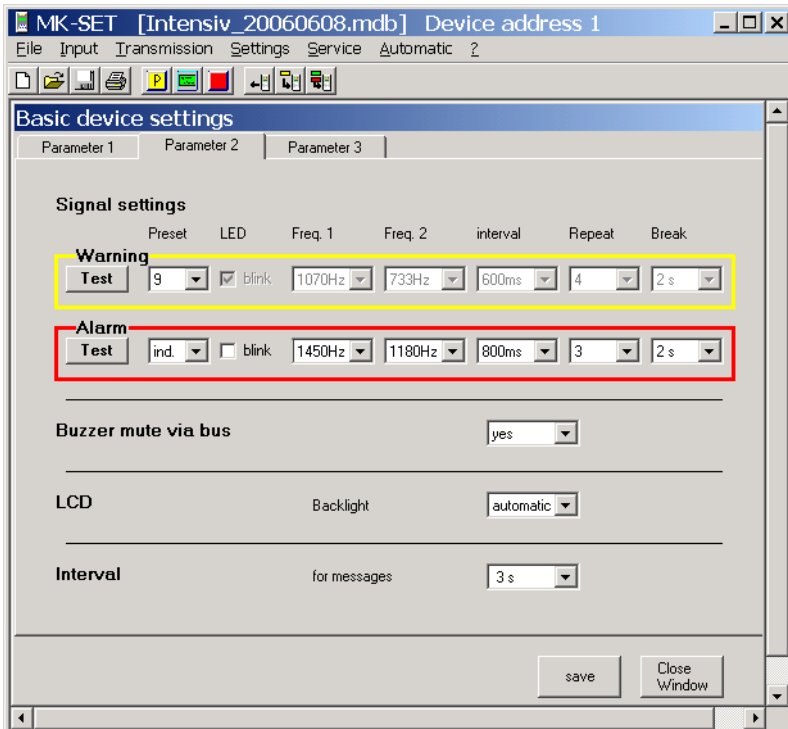 MK-SET [Intensiv_20060608.mdb] Device address 1
File Input Transmission Settings Service Automatic ?
P
Basic device settings
Parameter 1 Parameter 2 Parameter 3
Signal settings
Preset LED Freq. 1 Freq. 2 interval Repeat Break
Warning
Test 9 blink 1070Hz 733Hz 600ms 4 2 s
Alarm
Test ind. blink 1450Hz 1180Hz 800ms 3 2 s
Buzzer mute via bus yes
LCD Backlight automatic
Interval for messages 3 s
save Close
Window